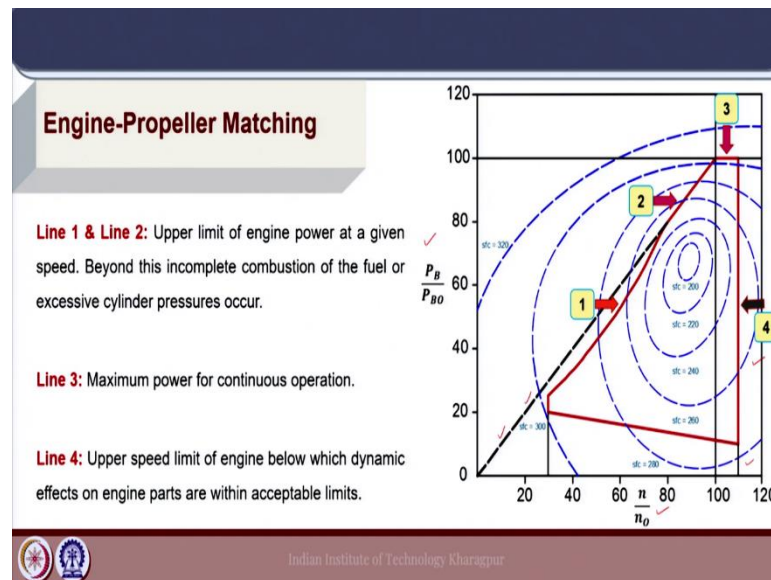 Engine-Propeller Matching
Line 1 & Line 2: Upper limit of engine power at a given
speed. Beyond this incomplete combustion of the fuel or
excessive cylinder pressures occur.
Line 3: Maximum power for continuous operation.
Line 4: Upper speed limit of engine below which dynamic
effects on engine parts are within acceptable limits.
120
100
80
60
40
20
0
P_B
P_BO
3
2
1
4
sfc = 320
sfc = 200
sfc = 220
sfc = 240
sfc = 260
sfc = 300
sfc = 280
20 40 60 80 100 120
n
n_O
Indian Institute of Technology Kharagpur